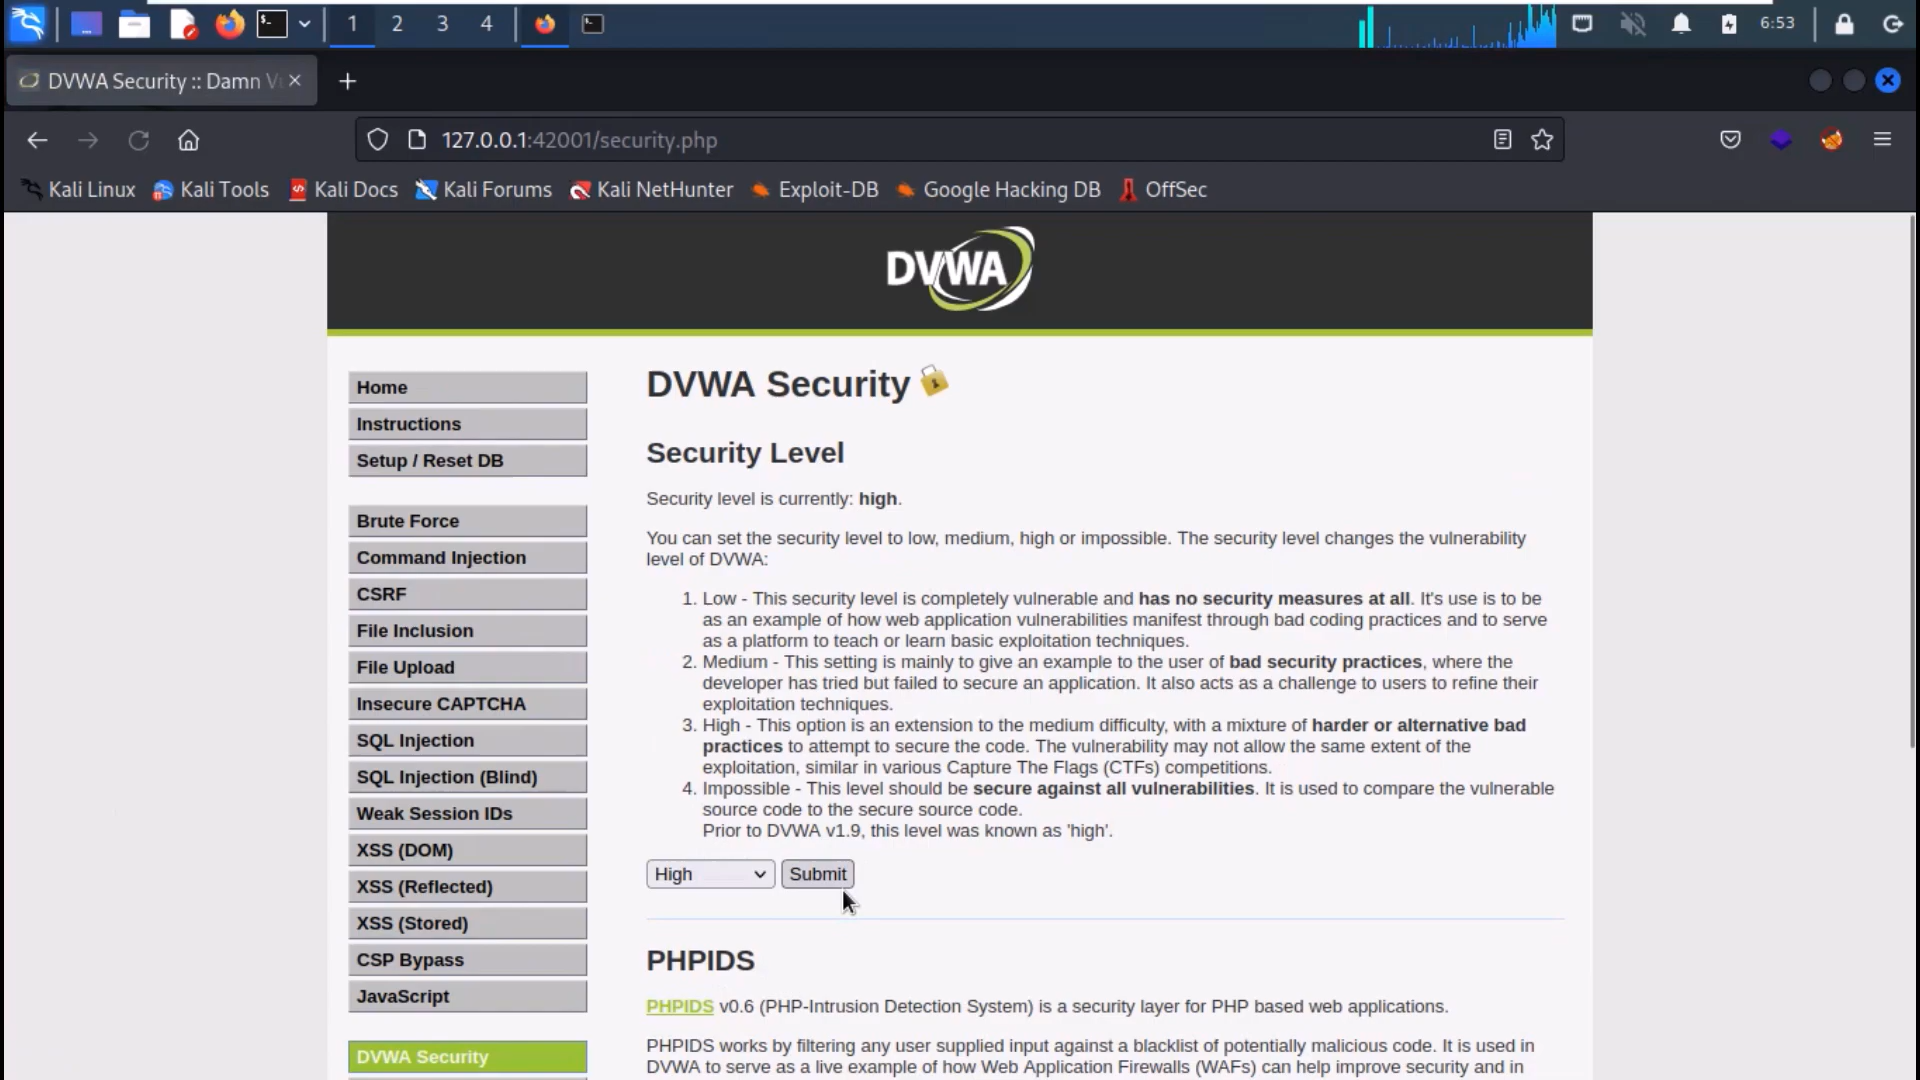 1 2 3 4 6:53
DVWA Security :: Damn V
127.0.0.1:42001/security.php
Kali Linux Kali Tools Kali Docs Kali Forums Kali NetHunter Exploit-DB Google Hacking DB OffSec
DVWA
Home
Instructions
Setup / Reset DB
Brute Force
Command Injection
CSRF
File Inclusion
File Upload
Insecure CAPTCHA
SQL Injection
SQL Injection (Blind)
Weak Session IDs
XSS (DOM)
XSS (Reflected)
XSS (Stored)
CSP Bypass
JavaScript
DVWA Security
DVWA Security
Security Level
Security level is currently: high.
You can set the security level to low, medium, high or impossible. The security level changes the vulnerability
level of DVWA:
1. Low - This security level is completely vulnerable and has no security measures at all. It's use is to be
as an example of how web application vulnerabilities manifest through bad coding practices and to serve
as a platform to teach or learn basic exploitation techniques.
2. Medium - This setting is mainly to give an example to the user of bad security practices, where the
developer has tried but failed to secure an application. It also acts as a challenge to users to refine their
exploitation techniques.
3. High - This option is an extension to the medium difficulty, with a mixture of harder or alternative bad
practices to attempt to secure the code. The vulnerability may not allow the same extent of the
exploitation, similar in various Capture The Flags (CTFs) competitions.
4. Impossible - This level should be secure against all vulnerabilities. It is used to compare the vulnerable
source code to the secure source code.
Prior to DVWA v1.9, this level was known as 'high'.
High Submit
PHPIDS
PHPIDS v0.6 (PHP-Intrusion Detection System) is a security layer for PHP based web applications.
PHPIDS works by filtering any user supplied input against a blacklist of potentially malicious code. It is used in
DVWA to serve as a live example of how Web Application Firewalls (WAFs) can help improve security and in